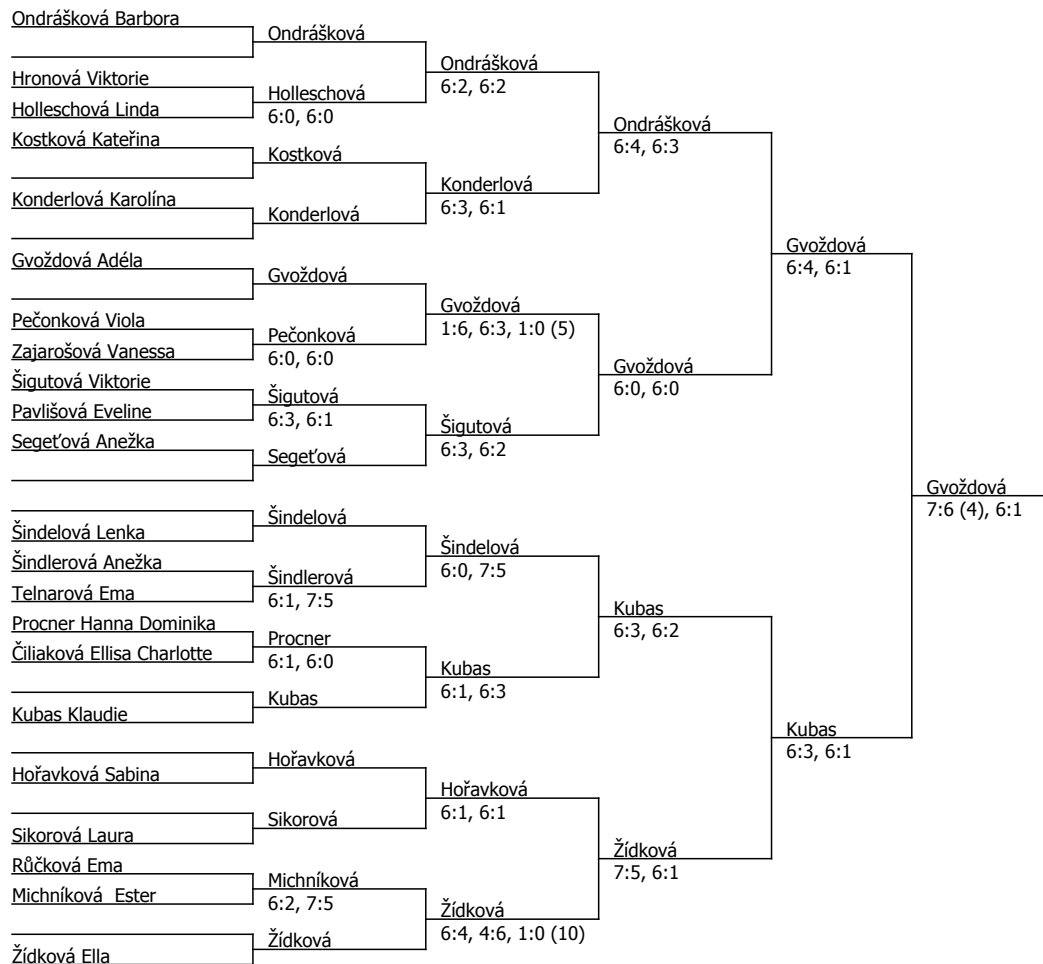 Ondrášková Barbora
Ondrášková
Ondrášková
6:2, 6:2
Hronová Viktorie
Holleschová
6:0, 6:0
Holleschová Linda
Ondrášková
6:4, 6:3
Kostková Kateřina
Kostková
Konderlová
6:3, 6:1
Konderlová Karolína
Konderlová
Gvoždová
6:4, 6:1
Gvoždová Adéla
Gvoždová
Gvoždová
1:6, 6:3, 1:0 (5)
Pečonková Viola
Pečonková
6:0, 6:0
Zajarošová Vanessa
Gvoždová
6:0, 6:0
Šigutová Viktorie
Šigutová
6:3, 6:1
Pavlišová Eveline
Šigutová
6:3, 6:2
Segeťová Anežka
Segeťová
Gvoždová
7:6 (4), 6:1
Šindelová
Šindelová Lenka
Šindelová
6:0, 7:5
Šindlerová Anežka
Šindlerová
6:1, 7:5
Telnarová Ema
Kubas
6:3, 6:2
Procner Hanna Dominika
Procner
6:1, 6:0
Čiliaková Ellisa Charlotte
Kubas
6:1, 6:3
Kubas
Kubas Klaudie
Kubas
6:3, 6:1
Hořavková
Hořavková Sabina
Hořavková
6:1, 6:1
Sikorová
Sikorová Laura
Žídková
7:5, 6:1
Růčková Ema
Michníková
6:2, 7:5
Michníková  Ester
Žídková
6:4, 4:6, 1:0 (10)
Žídková
Žídková Ella